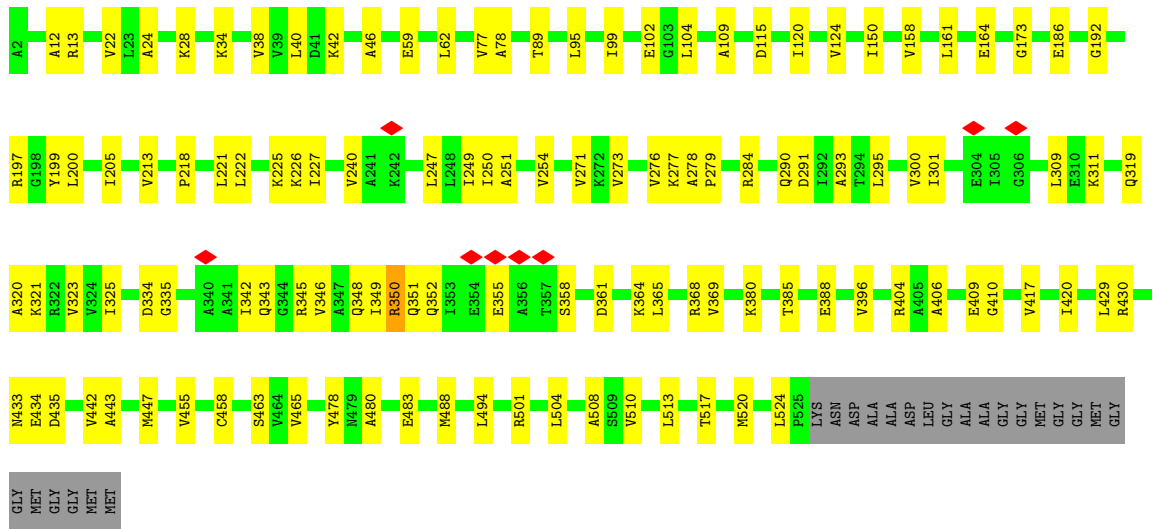 A2 A12 R13 V22 L23 A24 K28 K34 V38 V39 L40 D41 K42 A46 E59 L62 V77 A78 T89 L95 I99 E102 G103 L104 A109 D115 I120 V124 I150 V158 L161 E164 G173 E186 G192
R197 G198 Y199 L200 I205 V213 P218 L221 L222 K225 K226 I227 V240 A241 K242 L247 L248 I249 I250 A251 V254 V271 K272 V273 V276 K277 A278 P279 R284 Q290 D291 I292 A293 T294 L295 V300 I301 E304 I305 G306 L309 E310 K311 Q319
A320 K321 R322 V323 V324 I325 D334 G335 A340 A341 I342 Q343 G344 R345 V346 A347 Q348 I349 R350 Q351 Q352 I353 E354 E355 A356 T357 S358 D361 K364 L365 R368 V369 K380 T385 E388 V396 R404 A405 A406 E409 G410 V417 I420 L429 R430
N433 E434 D435 V442 A443 M447 V455 C458 S463 V464 V465 Y478 N479 A480 E483 M488 L494 R501 L504 A508 S509 V510 L513 T517 M520 L524 P525 LYS ASN ASP ALA ALA ASP LEU GLY ALA ALA GLY GLY MET GLY GLY MET GLY
GLY MET GLY GLY MET MET